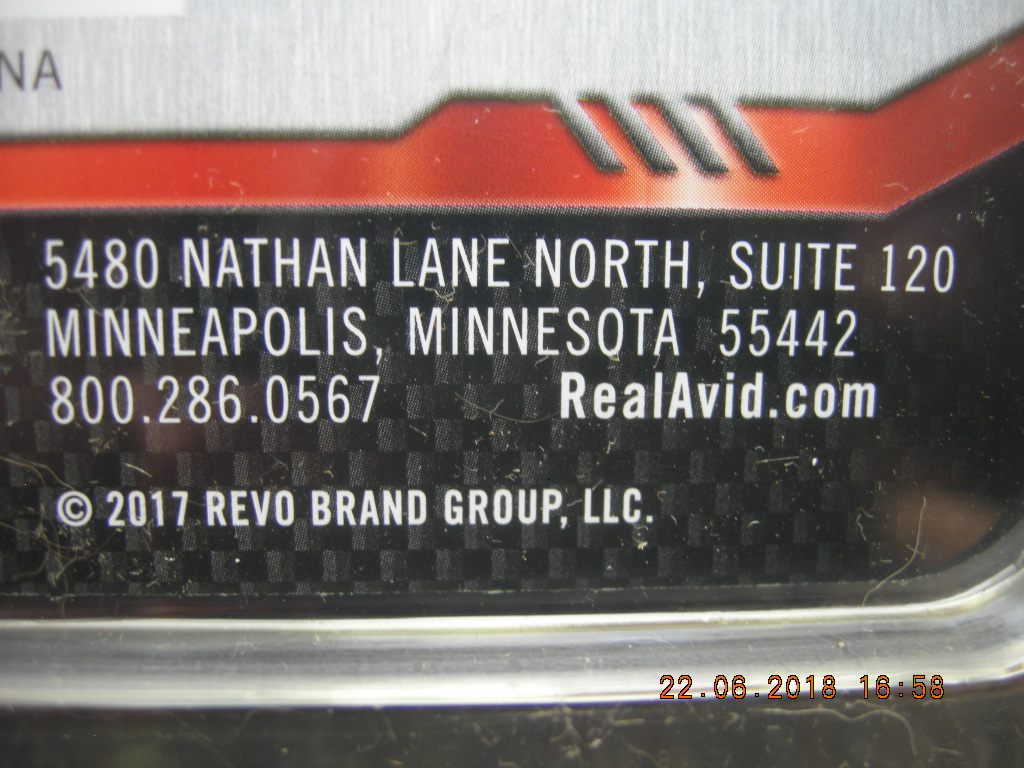 NA
5480 NATHAN LANE NORTH, SUITE 120
MINNEAPOLIS, MINNESOTA 55442
800.286.0567 RealAvid.com
© 2017 REVO BRAND GROUP, LLC.
22.06.2018 16:58